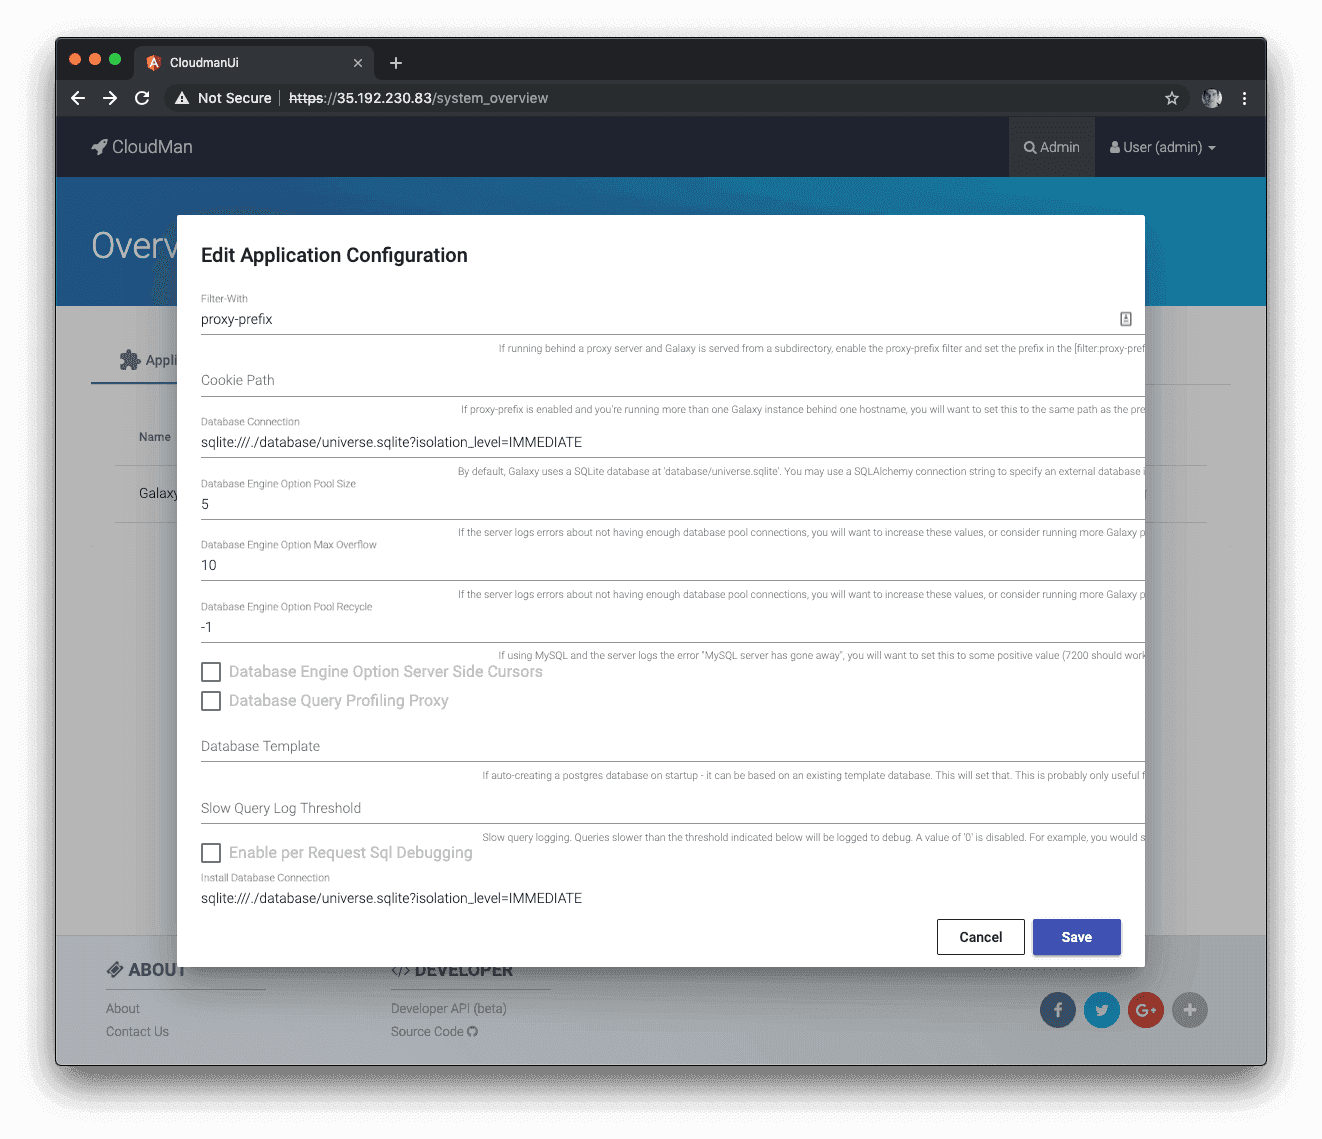 CloudmanUi
Not Secure https://35.192.230.83/system_overview
CloudMan
Admin
User (admin)
Overv
Edit Application Configuration
Filter-With
proxy-prefix
If running behind a proxy server and Galaxy is served from a subdirectory, enable the proxy-prefix filter and set the prefix in the [filter:proxy-pref
Appli
Cookie Path
If proxy-prefix is enabled and you're running more than one Galaxy instance behind one hostname, you will want to set this to the same path as the pre
Database Connection
Name
sqlite:///./database/universe.sqlite?isolation_level=IMMEDIATE
By default, Galaxy uses a SQLite database at 'database/universe.sqlite'. You may use a SQLAlchemy connection string to specify an external database i
Database Engine Option Pool Size
Galaxy
5
If the server logs errors about not having enough database pool connections, you will want to increase these values, or consider running more Galaxy p
Database Engine Option Max Overflow
10
If the server logs errors about not having enough database pool connections, you will want to increase these values, or consider running more Galaxy p
Database Engine Option Pool Recycle
-1
If using MySQL and the server logs the error "MySQL server has gone away", you will want to set this to some positive value (7200 should work
Database Engine Option Server Side Cursors
Database Query Profiling Proxy
Database Template
If auto-creating a postgres database on startup - it can be based on an existing template database. This will set that. This is probably only useful f
Slow Query Log Threshold
Slow query logging. Queries slower than the threshold indicated below will be logged to debug. A value of '0' is disabled. For example, you would s
Enable per Request Sql Debugging
Install Database Connection
sqlite:///./database/universe.sqlite?isolation_level=IMMEDIATE
Cancel
Save
ABOUT
DEVELOPER
About
Developer API (beta)
Contact Us
Source Code